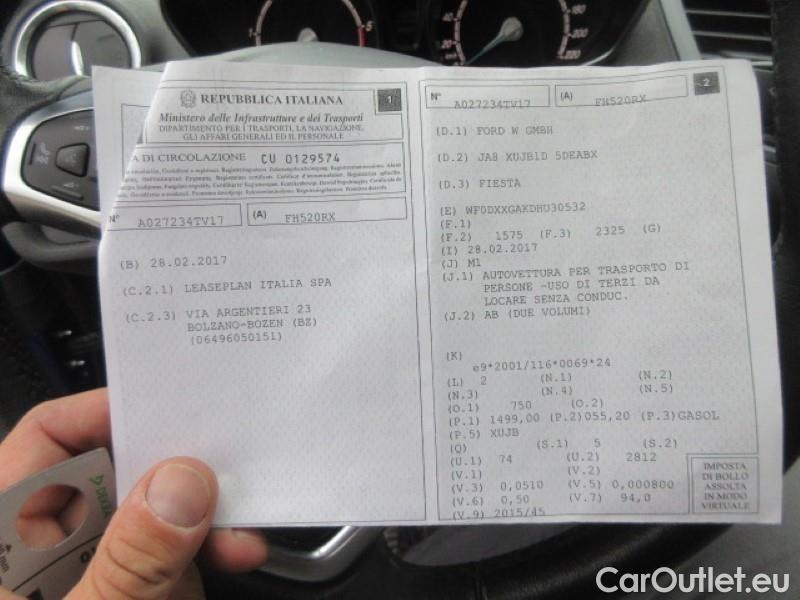 REPUBBLICA ITALIANA
1
Ministero delle Infrastrutture e dei Trasporti
DIPARTIMENTO PER I TRASPORTI, LA NAVIGAZIONE,
GLI AFFARI GENERALI ED IL PERSONALE
A DI CIRCOLAZIONE CU 0129574
N° A027234TV17 (A) FH520RX
(B) 28.02.2017
(C.2.1) LEASEPLAN ITALIA SPA
(C.2.3) VIA ARGENTIERI 23
BOLZANO-BOZEN (BZ)
(06496050151)
2
N° A027234TV17 (A) FH520RX
(D.1) FORD W GMBH
(D.2) JA8 XUJB1D 5DEABX
(D.3) FIESTA
(E) WF0DXXGAKDHU30532
(F.1)
(F.2) 1575 (F.3) 2325 (G)
(I) 28.02.2017
(J) M1
(J.1) AUTOVETTURA PER TRASPORTO DI
PERSONE -USO DI TERZI DA
LOCARE SENZA CONDUC.
(J.2) AB (DUE VOLUMI)
(K)
e9*2001/116*0069*24
(L) 2 (N.1) (N.2)
(N.3) (N.4) (N.5)
(O.1) 750 (O.2)
(P.1) 1499,00 (P.2)055,20 (P.3)GASOL
(P.5) XUJB
(Q) (S.1) 5 (S.2)
(U.1) 74 (U.2) 2812
(V.1) (V.2)
(V.3) 0,0510 (V.5) 0,000800
(V.6) 0,50 (V.7) 94,0
(V.9) 2015/45
IMPOSTA
DI BOLLO
ASSOLTA
IN MODO
VIRTUALE
DEKRA
CarOutlet.eu